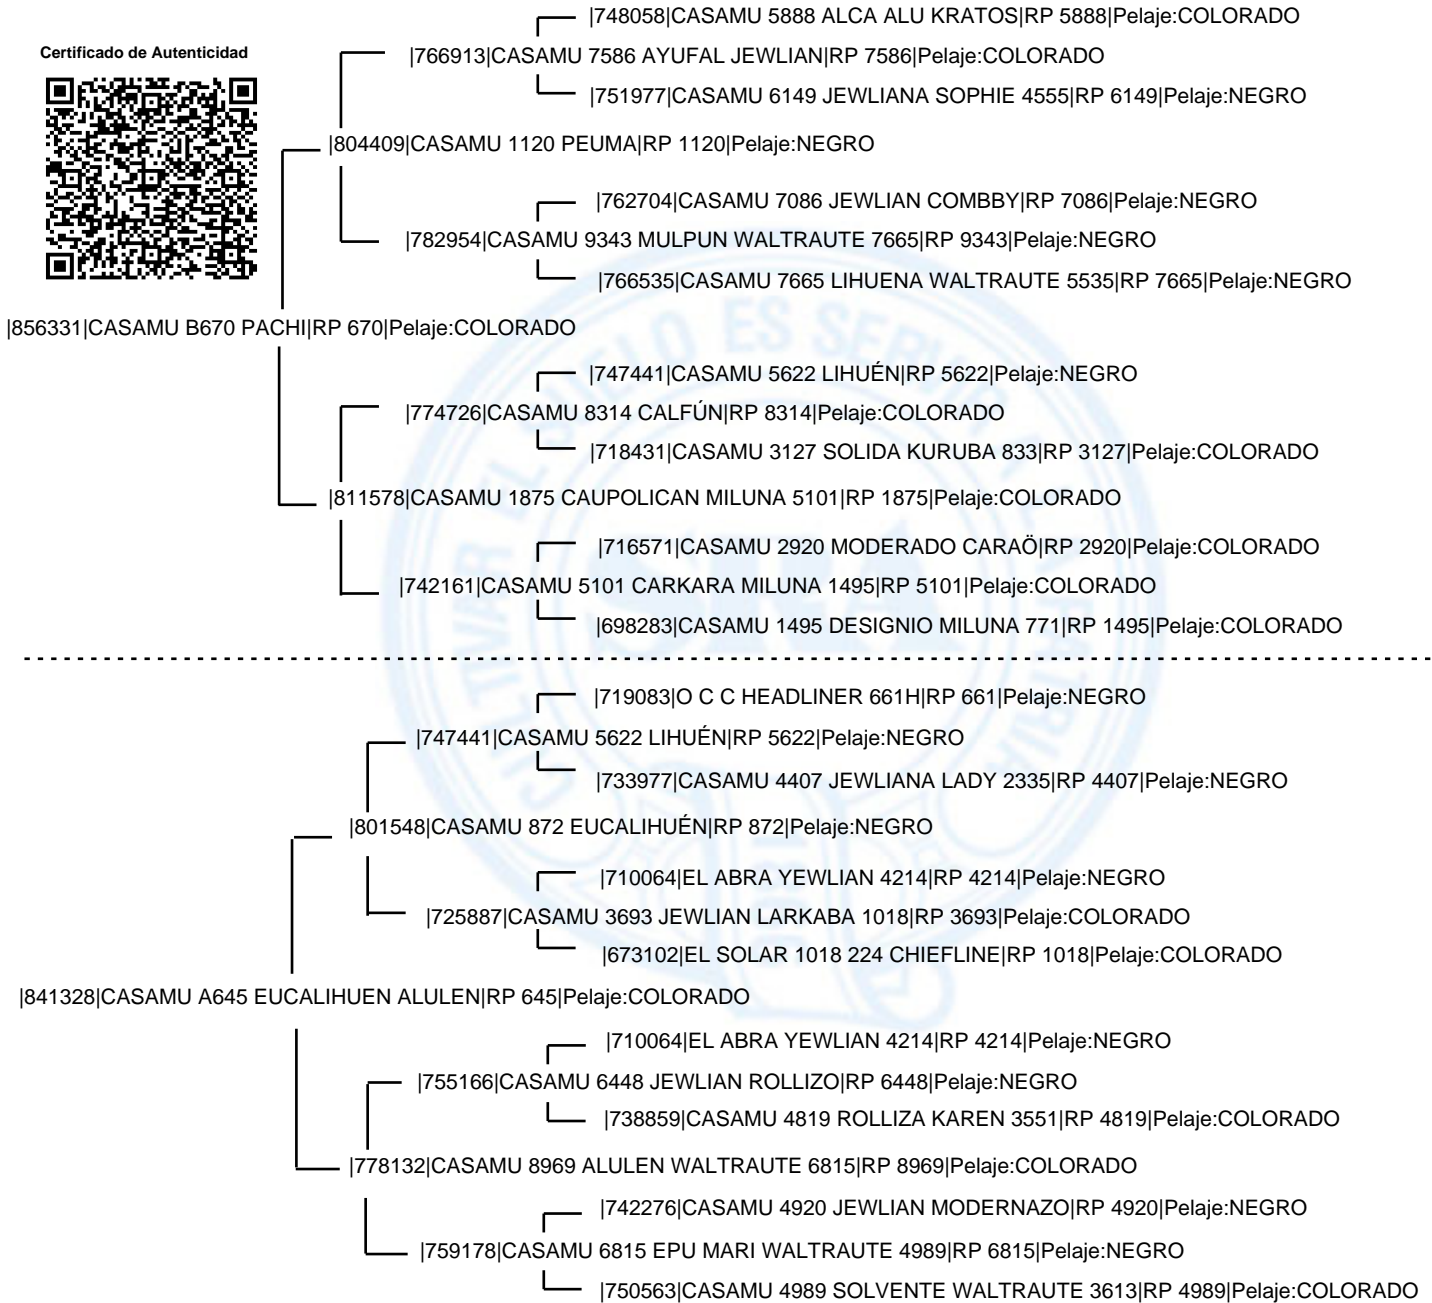 |748058|CASAMU 5888 ALCA ALU KRATOS|RP 5888|Pelaje:COLORADO
Certificado de Autenticidad
|766913|CASAMU 7586 AYUFAL JEWLIAN|RP 7586|Pelaje:COLORADO
|751977|CASAMU 6149 JEWLIANA SOPHIE 4555|RP 6149|Pelaje:NEGRO
|804409|CASAMU 1120 PEUMA|RP 1120|Pelaje:NEGRO
|762704|CASAMU 7086 JEWLIAN COMBBY|RP 7086|Pelaje:NEGRO
|782954|CASAMU 9343 MULPUN WALTRAUTE 7665|RP 9343|Pelaje:NEGRO
|766535|CASAMU 7665 LIHUENA WALTRAUTE 5535|RP 7665|Pelaje:NEGRO
|856331|CASAMU B670 PACHI|RP 670|Pelaje:COLORADO
|747441|CASAMU 5622 LIHUÉN|RP 5622|Pelaje:NEGRO
|774726|CASAMU 8314 CALFÚN|RP 8314|Pelaje:COLORADO
|718431|CASAMU 3127 SOLIDA KURUBA 833|RP 3127|Pelaje:COLORADO
|811578|CASAMU 1875 CAUPOLICAN MILUNA 5101|RP 1875|Pelaje:COLORADO
|716571|CASAMU 2920 MODERADO CARAÖ|RP 2920|Pelaje:COLORADO
|742161|CASAMU 5101 CARKARA MILUNA 1495|RP 5101|Pelaje:COLORADO
|698283|CASAMU 1495 DESIGNIO MILUNA 771|RP 1495|Pelaje:COLORADO
|719083|O C C HEADLINER 661H|RP 661|Pelaje:NEGRO
|747441|CASAMU 5622 LIHUÉN|RP 5622|Pelaje:NEGRO
|733977|CASAMU 4407 JEWLIANA LADY 2335|RP 4407|Pelaje:NEGRO
|801548|CASAMU 872 EUCALIHUÉN|RP 872|Pelaje:NEGRO
|710064|EL ABRA YEWLIAN 4214|RP 4214|Pelaje:NEGRO
|725887|CASAMU 3693 JEWLIAN LARKABA 1018|RP 3693|Pelaje:COLORADO
|673102|EL SOLAR 1018 224 CHIEFLINE|RP 1018|Pelaje:COLORADO
|841328|CASAMU A645 EUCALIHUEN ALULEN|RP 645|Pelaje:COLORADO
|710064|EL ABRA YEWLIAN 4214|RP 4214|Pelaje:NEGRO
|755166|CASAMU 6448 JEWLIAN ROLLIZO|RP 6448|Pelaje:NEGRO
|738859|CASAMU 4819 ROLLIZA KAREN 3551|RP 4819|Pelaje:COLORADO
|778132|CASAMU 8969 ALULEN WALTRAUTE 6815|RP 8969|Pelaje:COLORADO
|742276|CASAMU 4920 JEWLIAN MODERNAZO|RP 4920|Pelaje:NEGRO
|759178|CASAMU 6815 EPU MARI WALTRAUTE 4989|RP 6815|Pelaje:NEGRO
|750563|CASAMU 4989 SOLVENTE WALTRAUTE 3613|RP 4989|Pelaje:COLORADO
CULTIVAR EL SUELO ES SERVIR A LA PATRIA
SRA
1866